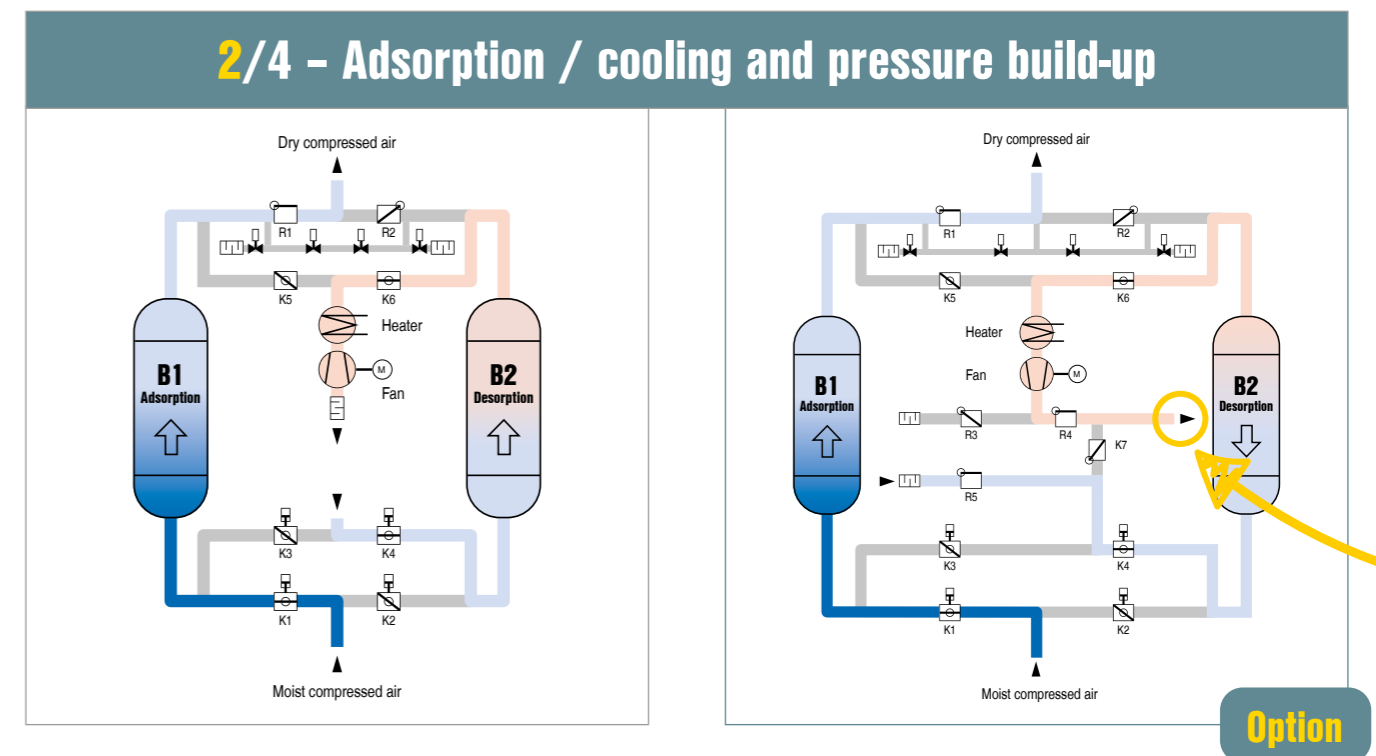 2/4 – Adsorption / cooling and pressure build-up
Dry compressed air
R1
R2
K5
K6
Heater
M
Fan
B1
Adsorption
B2
Desorption
K3
K4
K1
K2
Moist compressed air
Dry compressed air
R1
R2
K5
K6
Heater
Fan
M
B1
Adsorption
B2
Desorption
R3
R4
K7
R5
K3
K4
K1
K2
Moist compressed air
Option